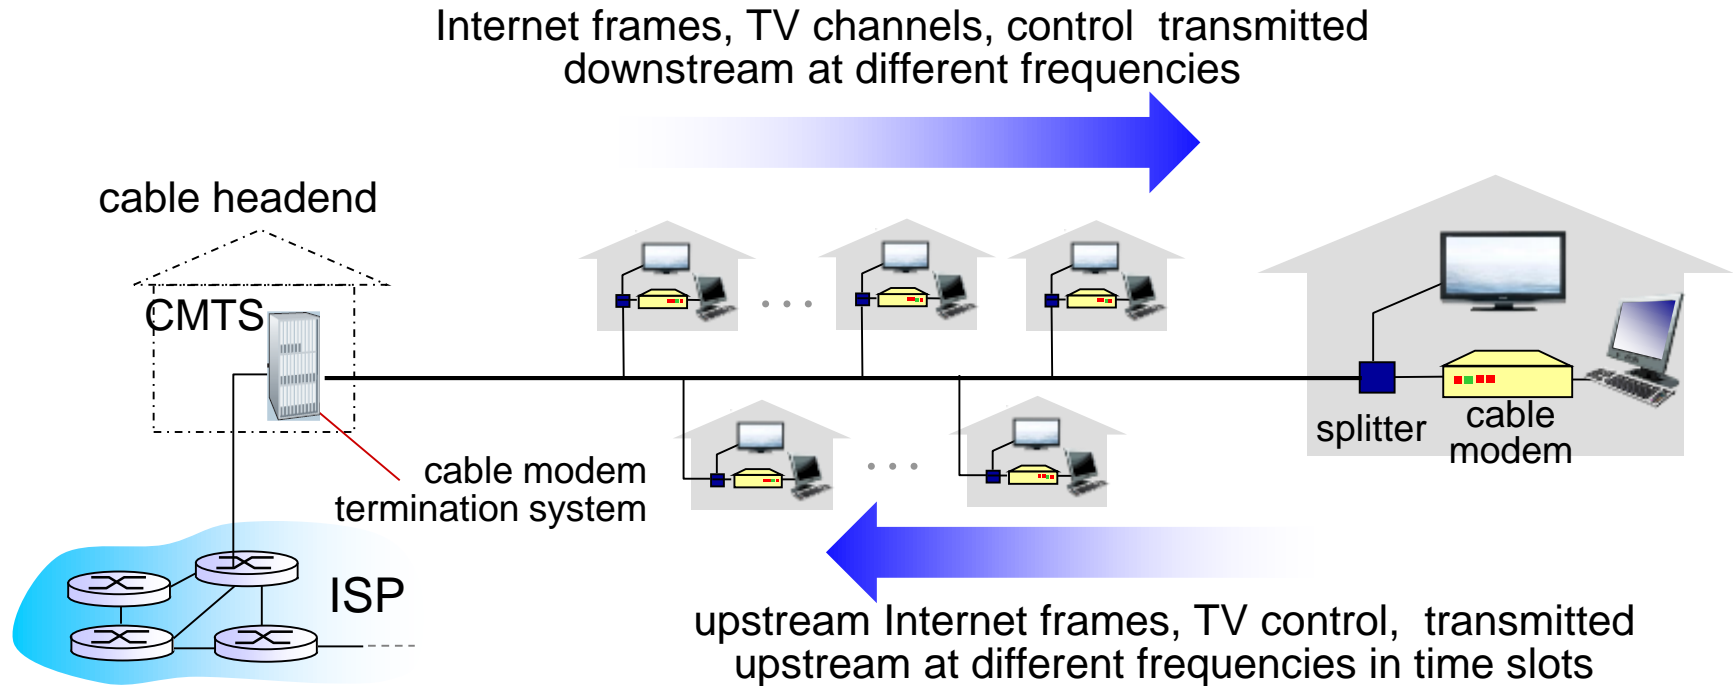 Internet frames, TV channels, control transmitted
downstream at different frequencies
cable headend
CMTS
splitter
cable
modem
cable modem
termination system
ISP
upstream Internet frames, TV control, transmitted
upstream at different frequencies in time slots